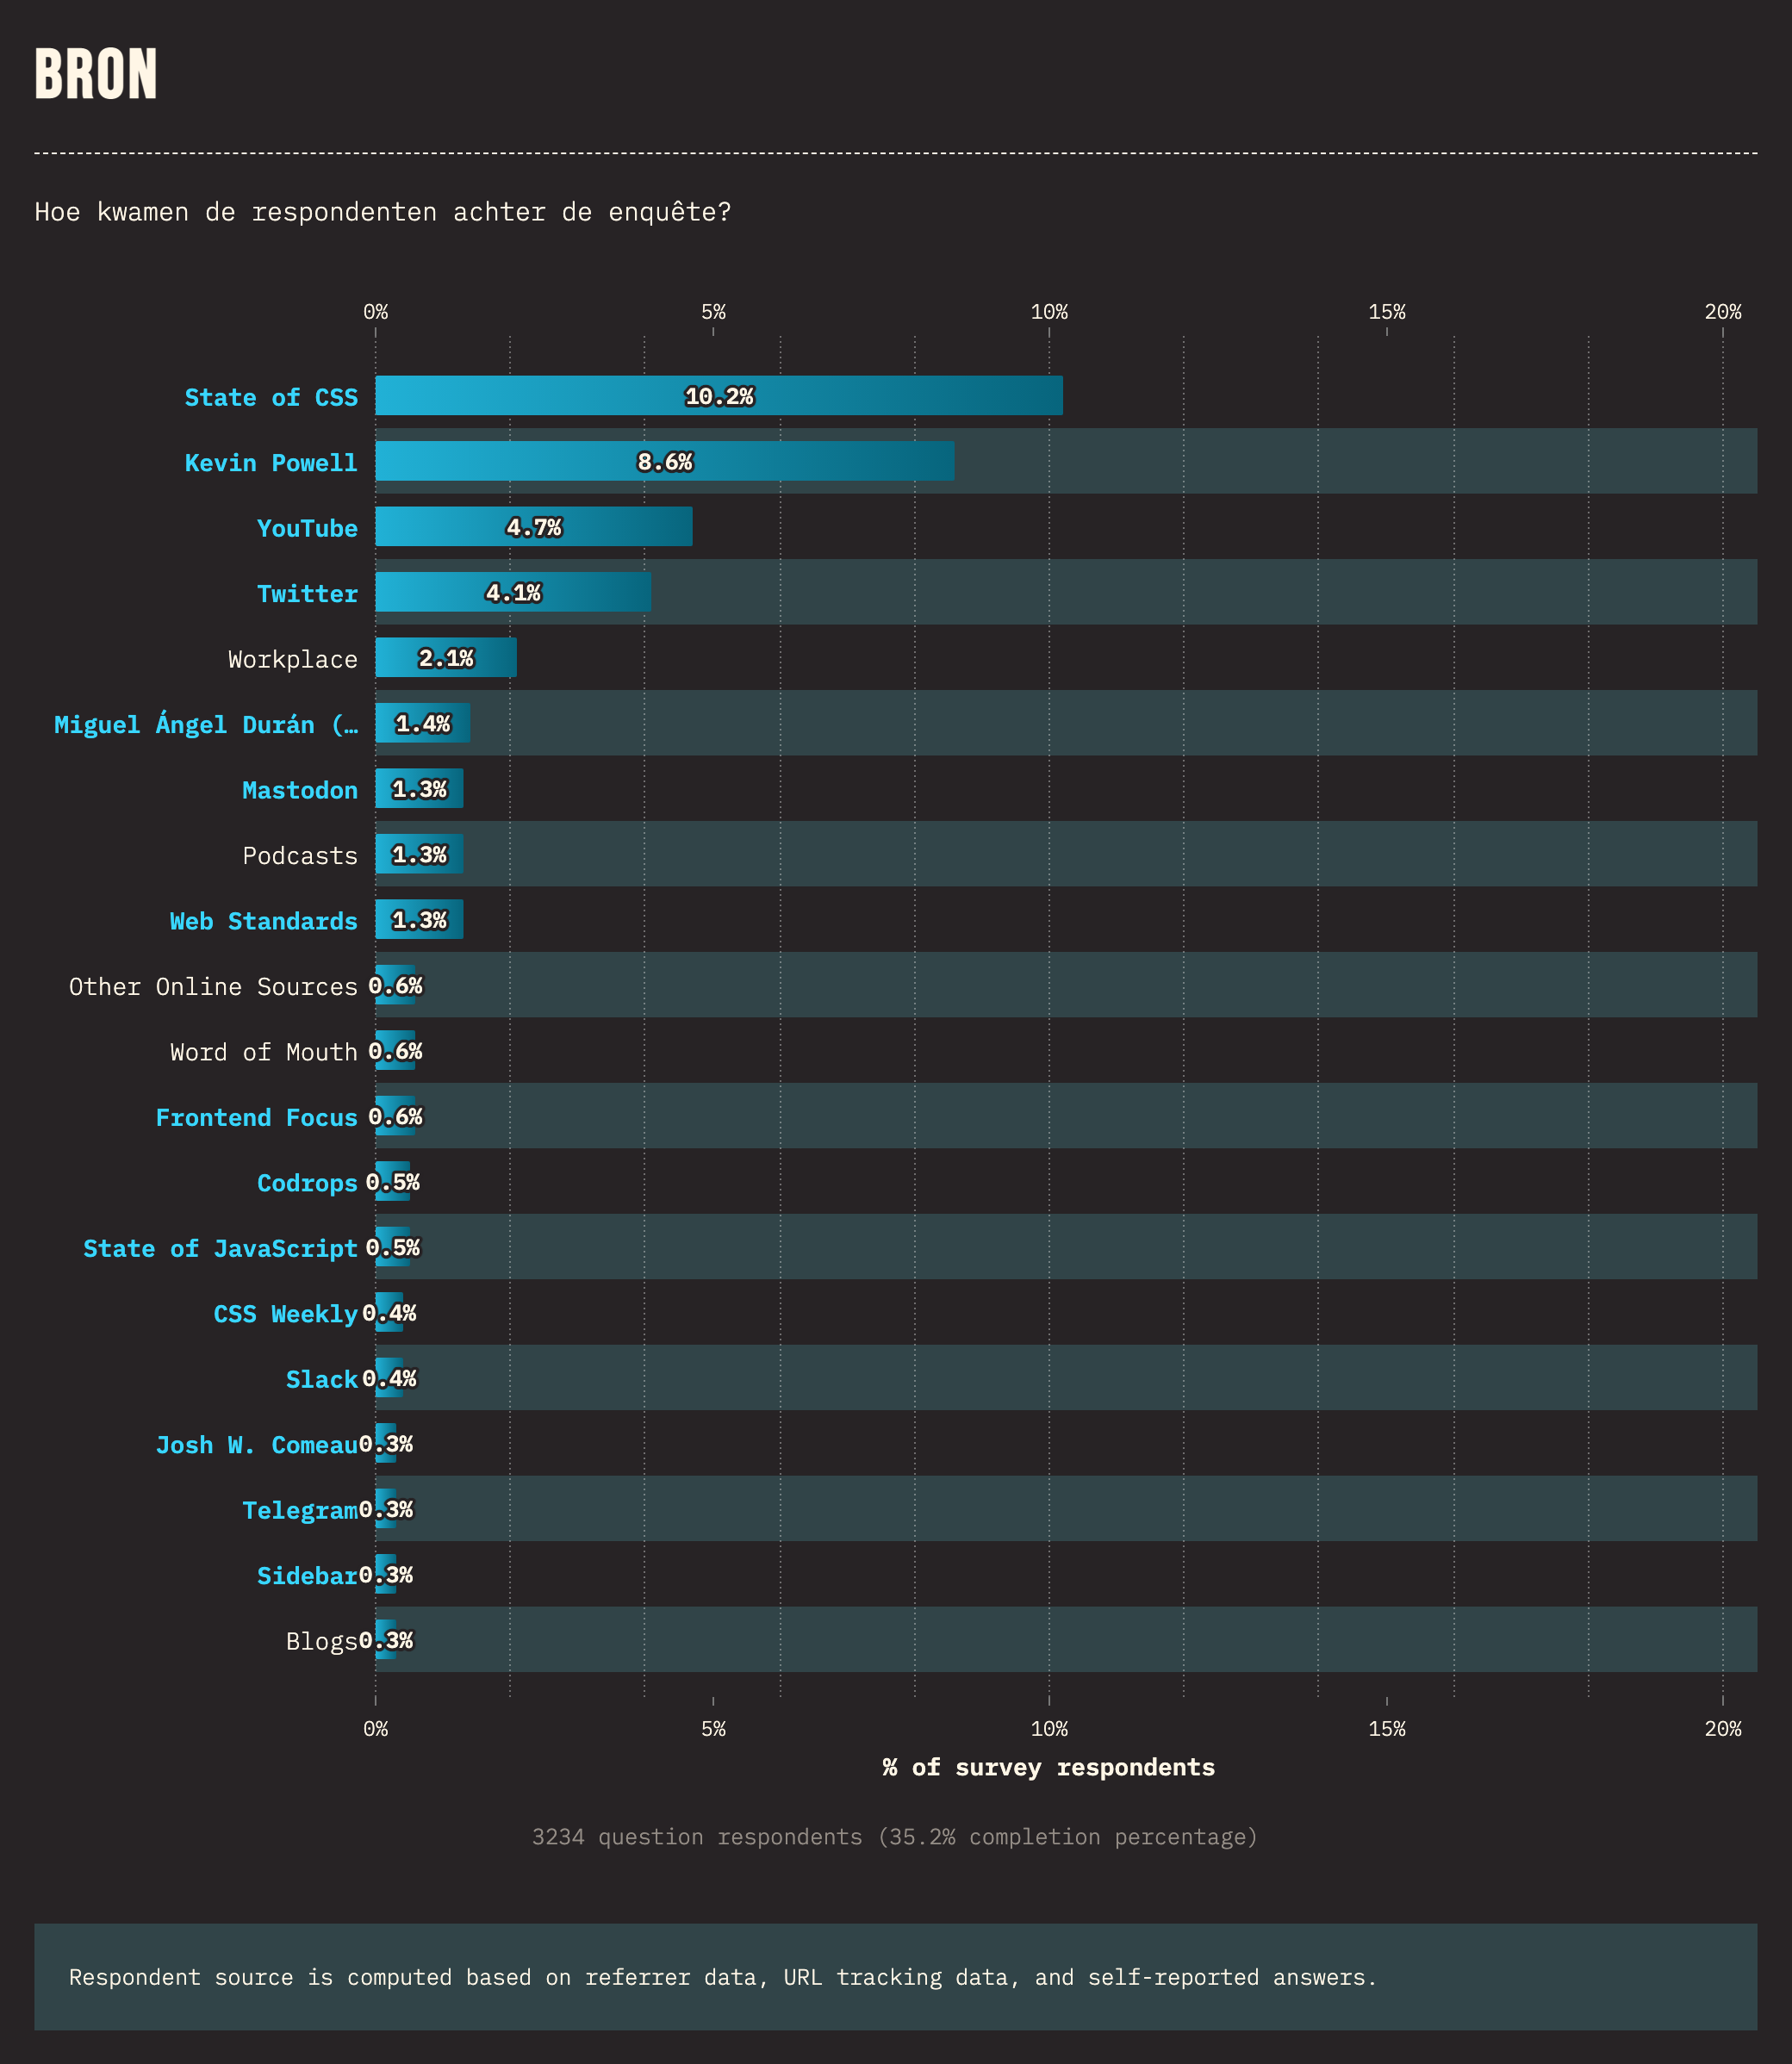 BRON
Hoe kwamen de respondenten achter de enquête?
0% 5% 10% 15% 20%
State of CSS 10.2%
Kevin Powell 8.6%
YouTube 4.7%
Twitter 4.1%
Workplace 2.1%
Miguel Ángel Durán (… 1.4%
Mastodon 1.3%
Podcasts 1.3%
Web Standards 1.3%
Other Online Sources 0.6%
Word of Mouth 0.6%
Frontend Focus 0.6%
Codrops 0.5%
State of JavaScript 0.5%
CSS Weekly 0.4%
Slack 0.4%
Josh W. Comeau 0.3%
Telegram 0.3%
Sidebar 0.3%
Blogs 0.3%
0% 5% 10% 15% 20%
% of survey respondents
3234 question respondents (35.2% completion percentage)
Respondent source is computed based on referrer data, URL tracking data, and self-reported answers.